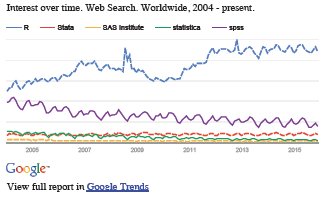 Interest over time. Web Search. Worldwide, 2004 - present.
R Stata SAS Institute statistica spss
2005 2007 2009 2011 2013 2015
Google™
View full report in Google Trends